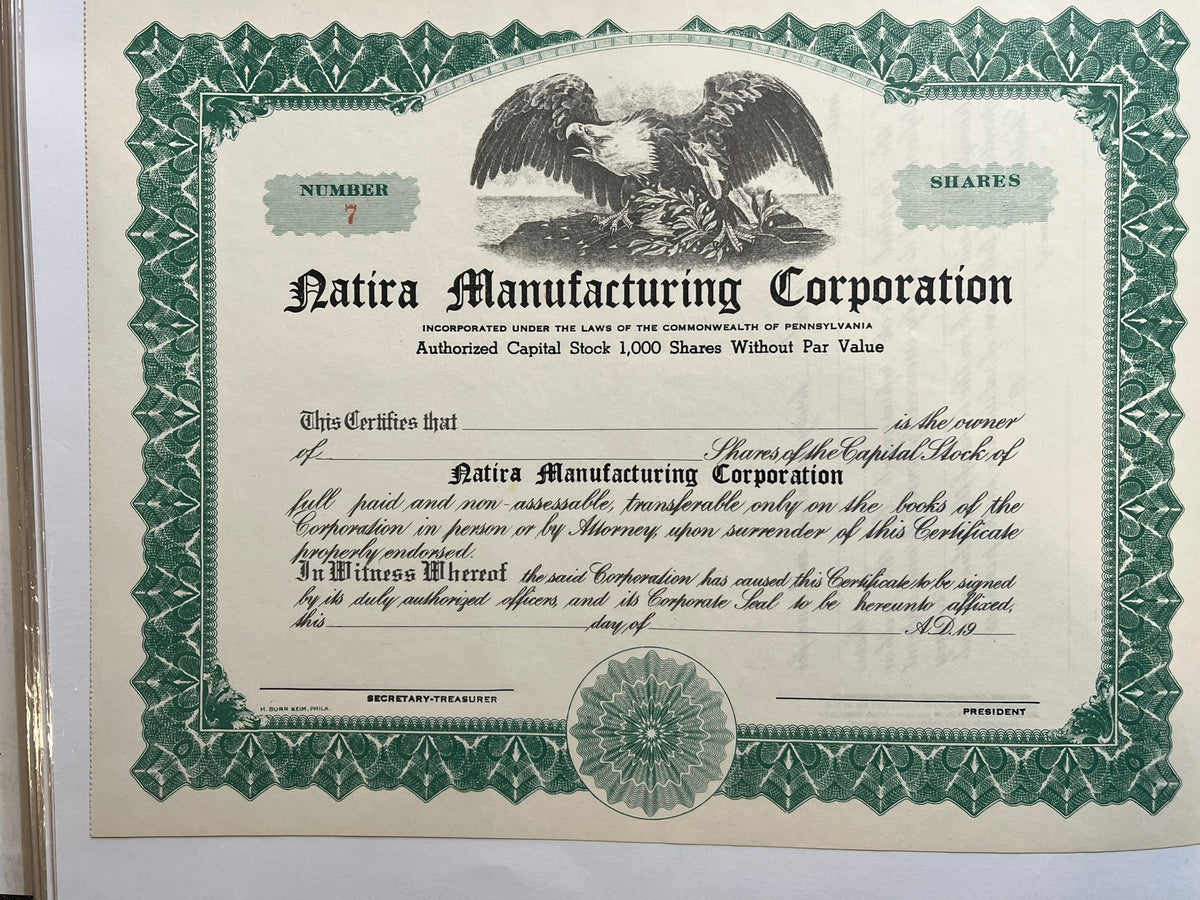 NUMBER
7
SHARES
Natira Manufacturing Corporation
INCORPORATED UNDER THE LAWS OF THE COMMONWEALTH OF PENNSYLVANIA
Authorized Capital Stock 1,000 Shares Without Par Value
This Certifies that is the owner
of Shares of the Capital Stock of
Natira Manufacturing Corporation
full paid and non-assessable, transferable only on the books of the
Corporation in person or by Attorney, upon surrender of this Certificate
properly endorsed.
In Witness Whereof the said Corporation has caused this Certificate to be signed
by its duly authorized officers, and its Corporate Seal to be hereunto affixed,
this day of A.D. 19
SECRETARY-TREASURER
PRESIDENT
H. BURR KEIM, PHILA.